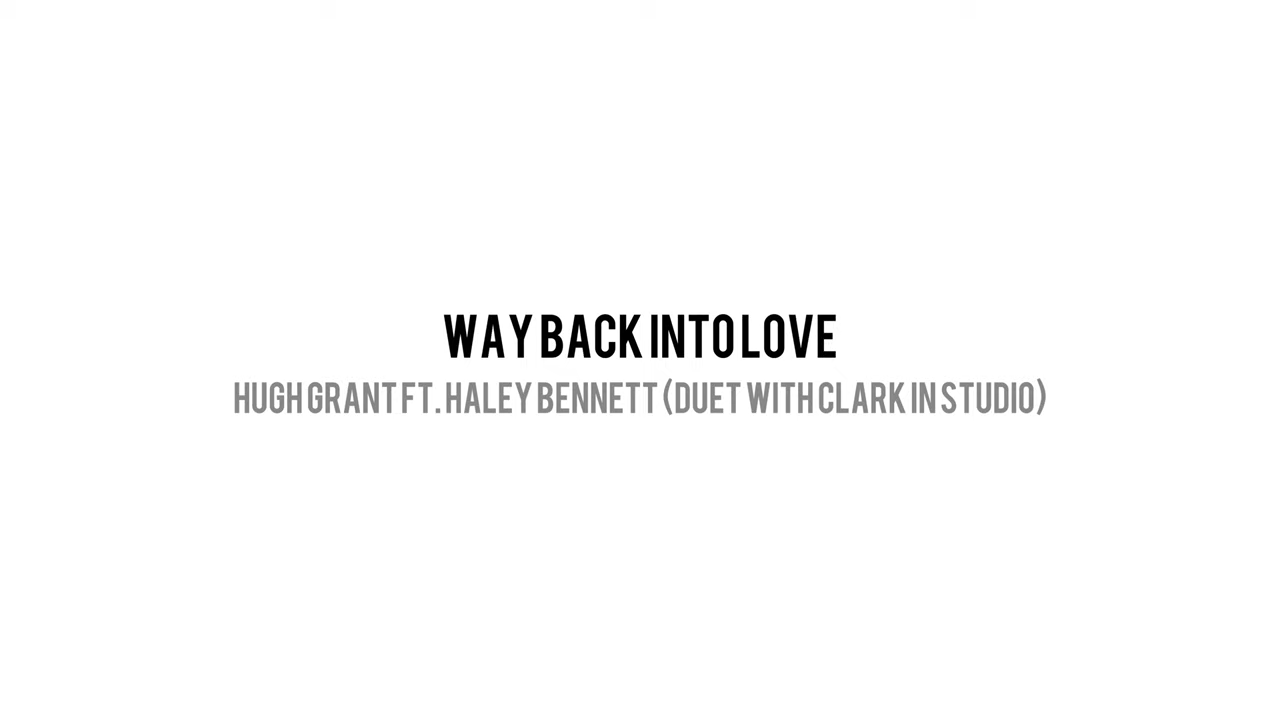 WAY BACK INTO LOVE
HUGH GRANT FT. HALEY BENNETT (DUET WITH CLARK IN STUDIO)